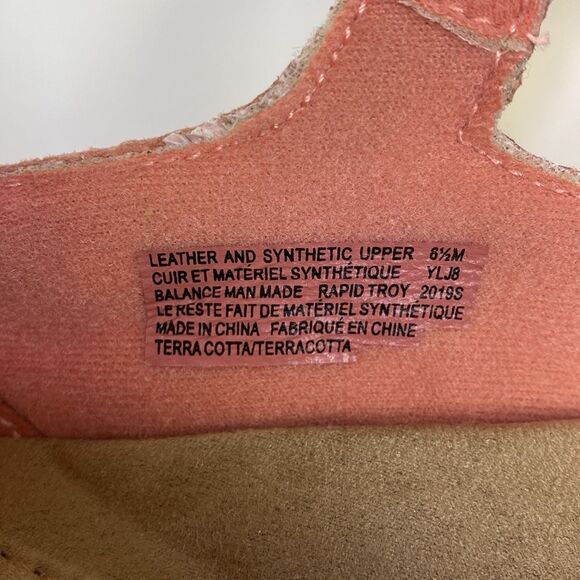 LEATHER AND SYNTHETIC UPPER 6½M
CUIR ET MATÉRIEL SYNTHÉTIQUE YLJ8
BALANCE MAN MADE RAPID TROY 2019S
LE RESTE FAIT DE MATÉRIEL SYNTHÉTIQUE
MADE IN CHINA FABRIQUÉ EN CHINE
TERRA COTTA/TERRACOTTA